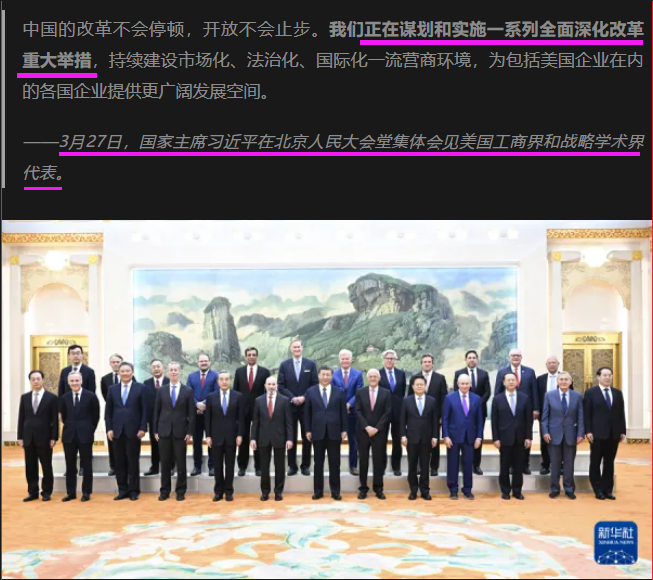 中国的改革不会停顿，开放不会止步。我们正在谋划和实施一系列全面深化改革
重大举措，持续建设市场化、法治化、国际化一流营商环境，为包括美国企业在内
的各国企业提供更广阔发展空间。
——3月27日，国家主席习近平在北京人民大会堂集体会见美国工商界和战略学术界
代表。
新华社
XINHUA NEWS